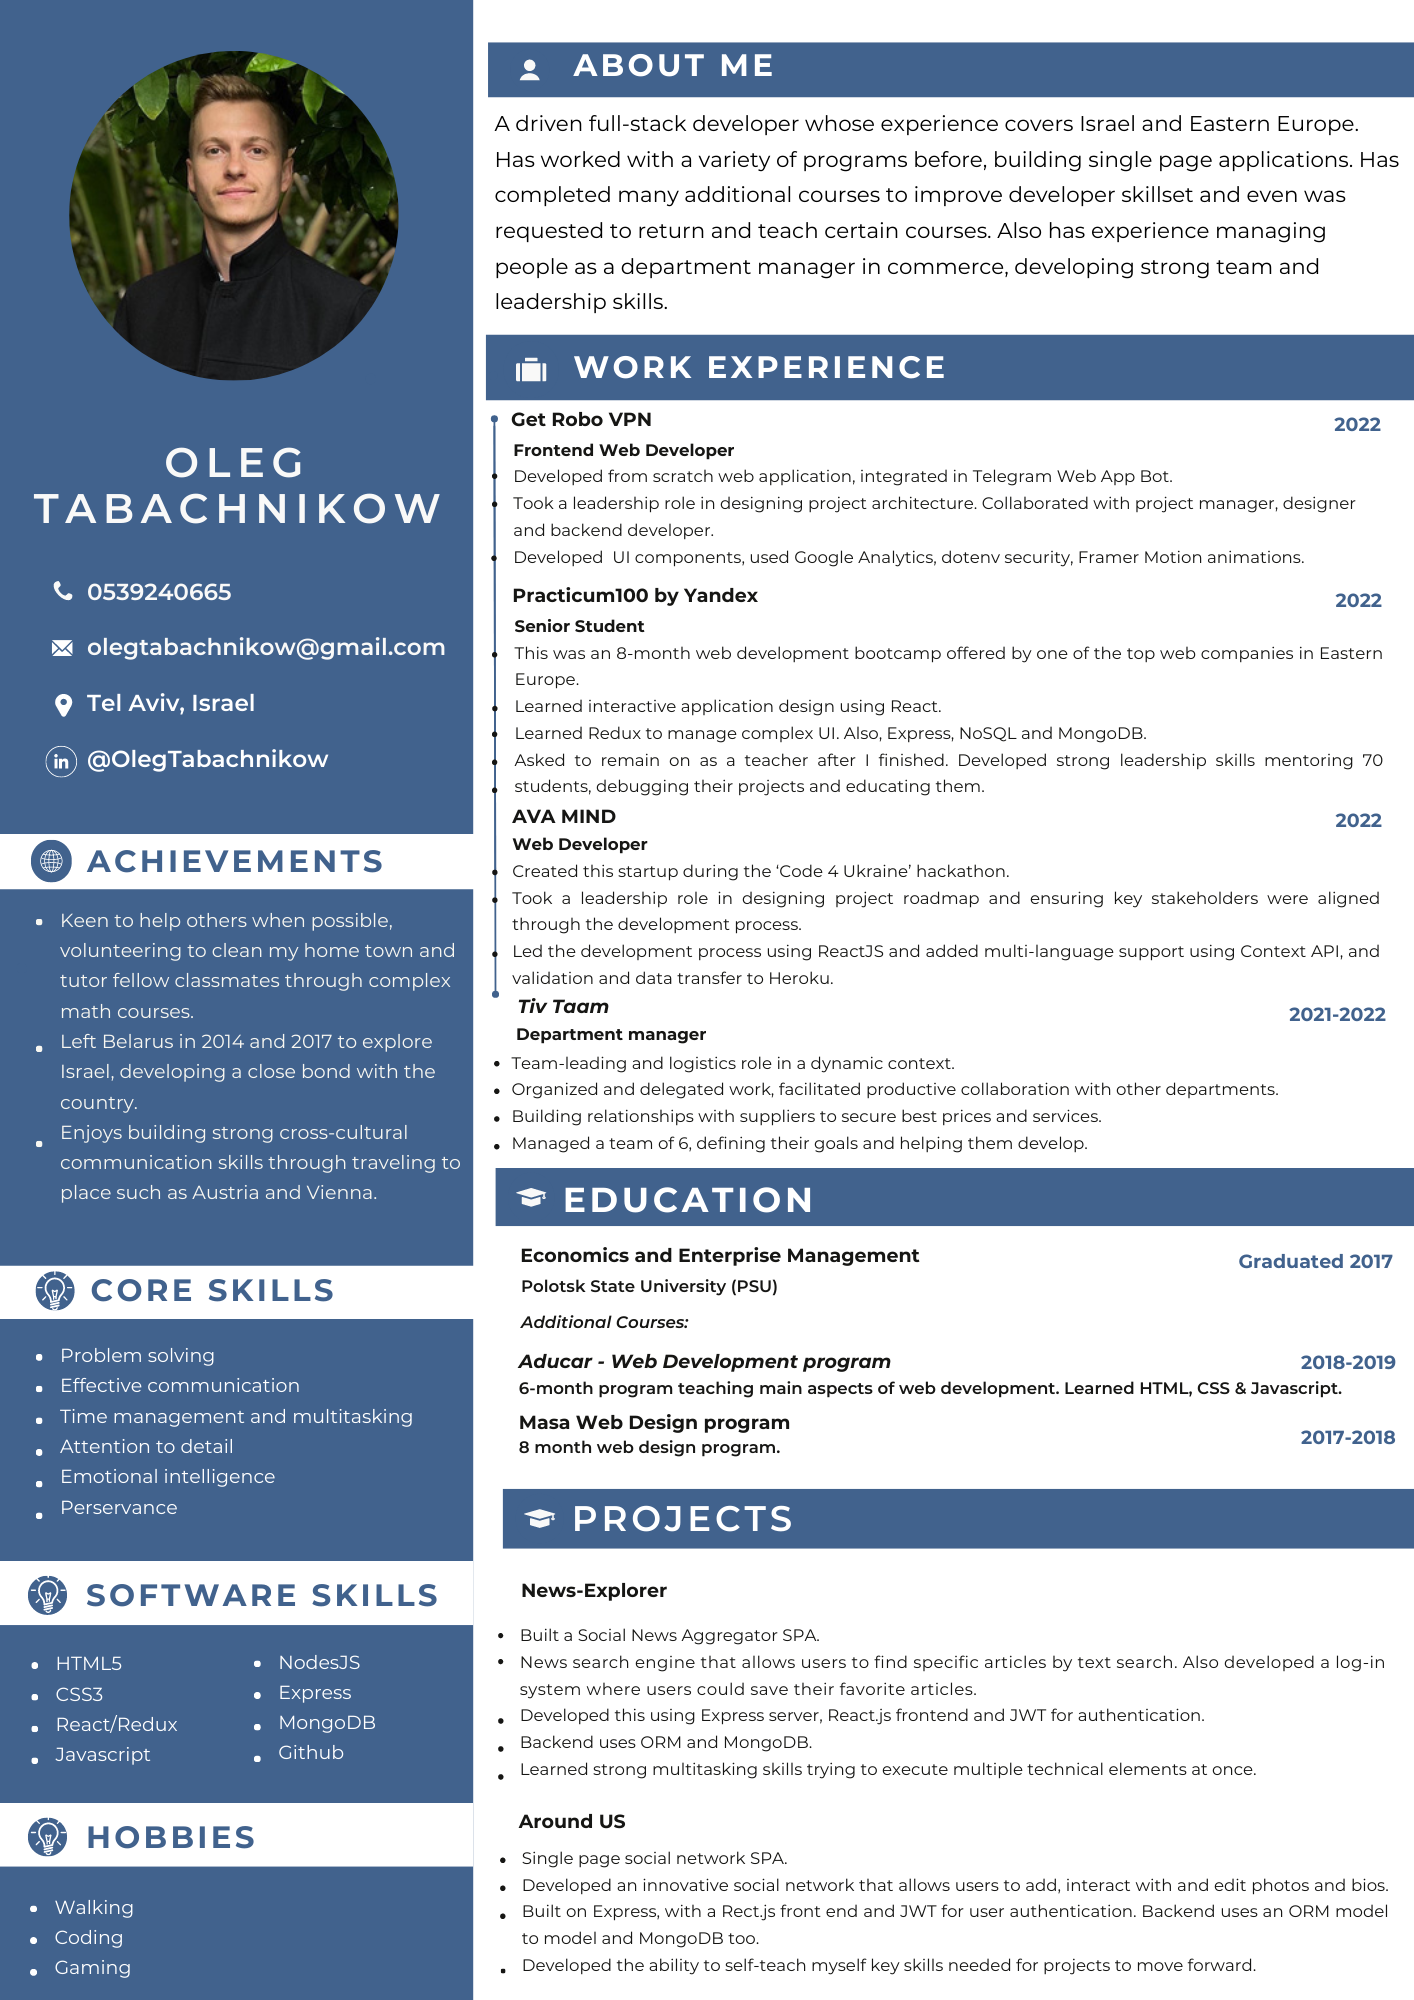 OLEG
TABACHNIKOW
0539240665
olegtabachnikow@gmail.com
Tel Aviv, Israel
in @OlegTabachnikow
ACHIEVEMENTS
• Keen to help others when possible,
volunteering to clean my home town and
tutor fellow classmates through complex
math courses.
• Left Belarus in 2014 and 2017 to explore
Israel, developing a close bond with the
country.
• Enjoys building strong cross-cultural
communication skills through traveling to
place such as Austria and Vienna.
CORE SKILLS
• Problem solving
• Effective communication
• Time management and multitasking
• Attention to detail
• Emotional intelligence
• Perservance
SOFTWARE SKILLS
• HTML5
• CSS3
• React/Redux
• Javascript
• NodesJS
• Express
• MongoDB
• Github
HOBBIES
• Walking
• Coding
• Gaming
ABOUT ME
A driven full-stack developer whose experience covers Israel and Eastern Europe.
Has worked with a variety of programs before, building single page applications. Has
completed many additional courses to improve developer skillset and even was
requested to return and teach certain courses. Also has experience managing
people as a department manager in commerce, developing strong team and
leadership skills.
WORK EXPERIENCE
Get Robo VPN 2022
Frontend Web Developer
• Developed from scratch web application, integrated in Telegram Web App Bot.
• Took a leadership role in designing project architecture. Collaborated with project manager, designer
and backend developer.
• Developed  UI components, used Google Analytics, dotenv security, Framer Motion animations.
Practicum100 by Yandex 2022
Senior Student
• This was an 8-month web development bootcamp offered by one of the top web companies in Eastern
Europe.
• Learned interactive application design using React.
• Learned Redux to manage complex UI. Also, Express, NoSQL and MongoDB.
• Asked to remain on as a teacher after I finished. Developed strong leadership skills mentoring 70
• students, debugging their projects and educating them.
AVA MIND 2022
Web Developer
• Created this startup during the ‘Code 4 Ukraine’ hackathon.
• Took a leadership role in designing project roadmap and ensuring key stakeholders were aligned
through the development process.
• Led the development process using ReactJS and added multi-language support using Context API, and
validation and data transfer to Heroku.
Tiv Taam 2021-2022
Department manager
• Team-leading and logistics role in a dynamic context.
• Organized and delegated work, facilitated productive collaboration with other departments.
• Building relationships with suppliers to secure best prices and services.
• Managed a team of 6, defining their goals and helping them develop.
EDUCATION
Economics and Enterprise Management Graduated 2017
Polotsk State University (PSU)
Additional Courses:
Aducar - Web Development program 2018-2019
6-month program teaching main aspects of web development. Learned HTML, CSS & Javascript.
Masa Web Design program 2017-2018
8 month web design program.
PROJECTS
News-Explorer
• Built a Social News Aggregator SPA.
• News search engine that allows users to find specific articles by text search. Also developed a log-in
system where users could save their favorite articles.
• Developed this using Express server, React.js frontend and JWT for authentication.
• Backend uses ORM and MongoDB.
• Learned strong multitasking skills trying to execute multiple technical elements at once.
Around US
• Single page social network SPA.
• Developed an innovative social network that allows users to add, interact with and edit photos and bios.
• Built on Express, with a Rect.js front end and JWT for user authentication. Backend uses an ORM model
to model and MongoDB too.
• Developed the ability to self-teach myself key skills needed for projects to move forward.